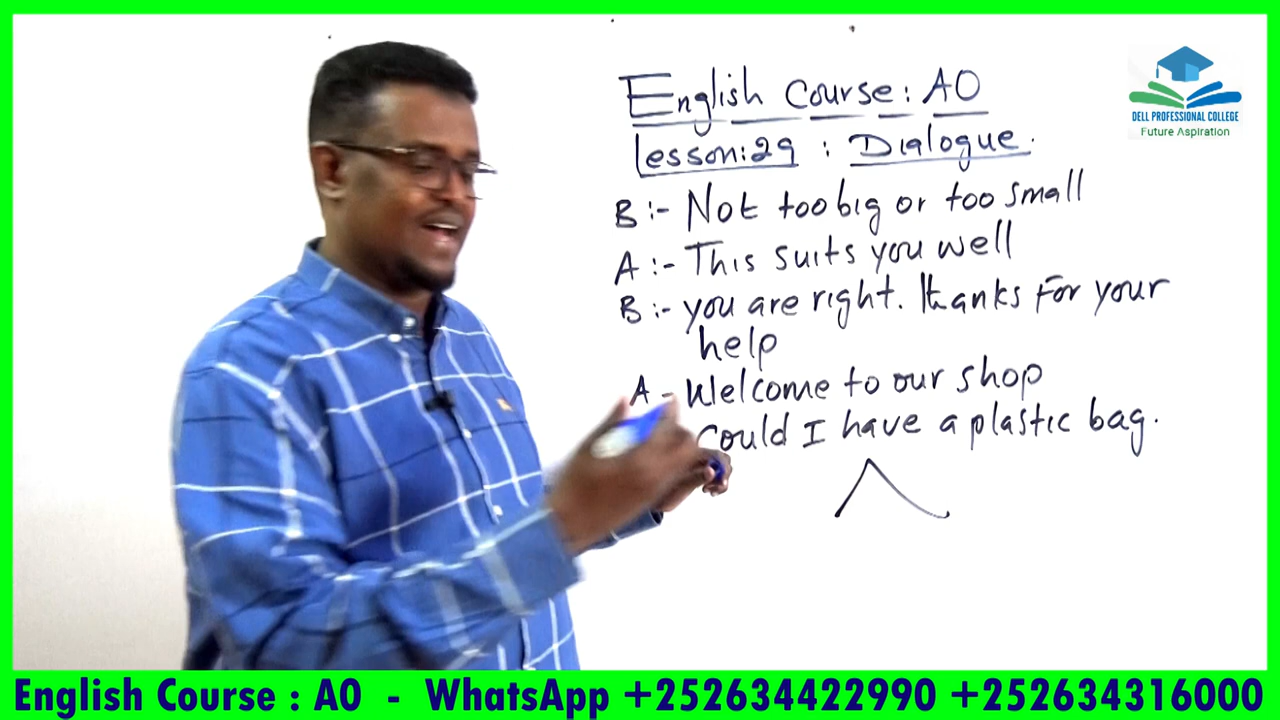 English Course: A0
Lesson: 29 : Dialogue.
B:- Not too big or too small
A:- This suits you well
B:- you are right. thanks For your
help
A - Welcome to our shop
Could I have a plastic bag.
DELL PROFESSIONAL COLLEGE
Future Aspiration
English Course : A0 - WhatsApp +252634422990 +252634316000